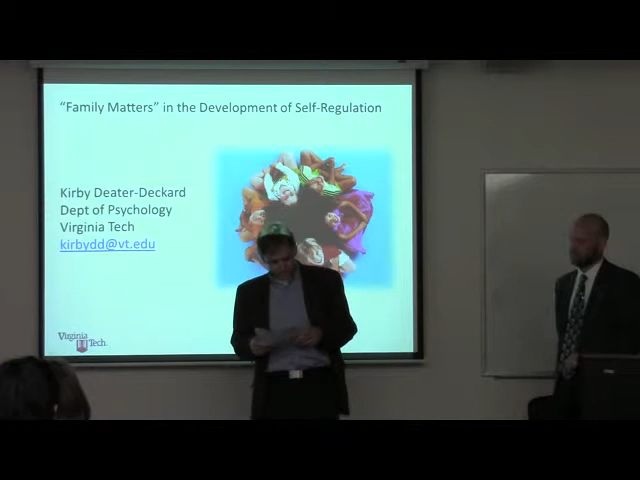 “Family Matters” in the Development of Self-Regulation
Kirby Deater-Deckard
Dept of Psychology
Virginia Tech
kirbydd@vt.edu
Virginia
Tech